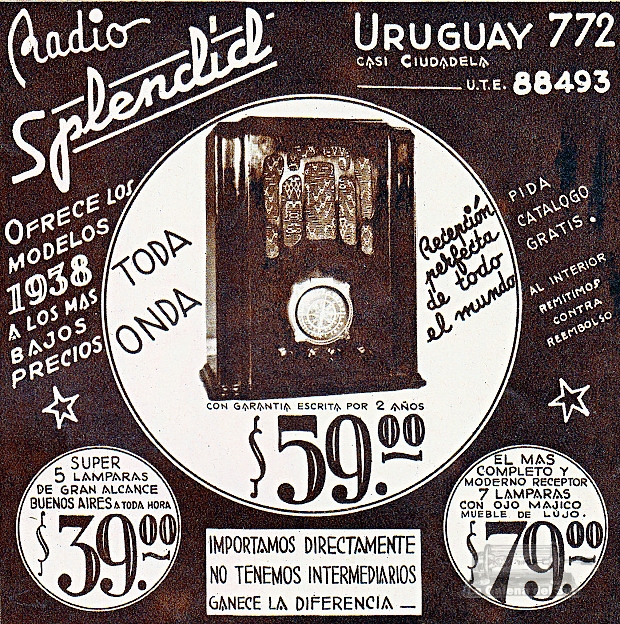 Radio
Splendid
URUGUAY 772
CASI CIUDADELA
U.T.E. 88493
OFRECE LOS
MODELOS
1938
A LOS MAS
BAJOS
PRECIOS
TODA
ONDA
Recepción
perfecta
de todo
el mundo
PIDA
CATALOGO
GRATIS.
AL INTERIOR
REMITIMOS
CONTRA
REEMBOLSO
CON GARANTIA ESCRITA POR 2 AÑOS
$59.00
SUPER
5 LAMPARAS
DE GRAN ALCANCE
BUENOS AIRES A TODA HORA
$39.00
IMPORTAMOS DIRECTAMENTE
NO TENEMOS INTERMEDIARIOS
GANECE LA DIFERENCIA —
EL MAS
COMPLETO Y
MODERNO RECEPTOR
7 LAMPARAS
CON OJO MAJICO
MUEBLE DE LUJO.
$79.00